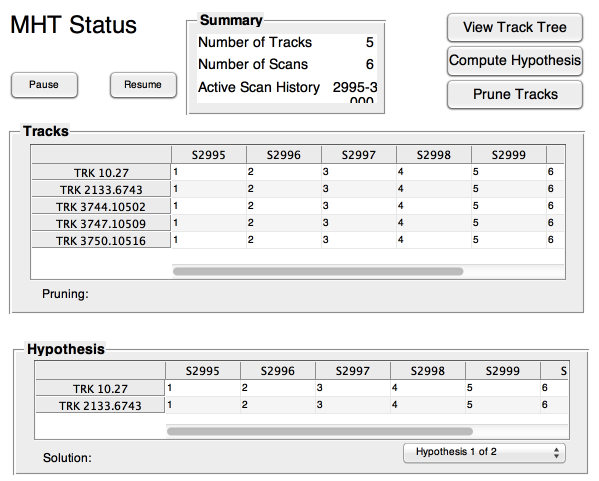 MHT Status
Pause
Resume
Summary
Number of Tracks 5
Number of Scans 6
Active Scan History 2995-3
000
View Track Tree
Compute Hypothesis
Prune Tracks
Tracks
S2995 S2996 S2997 S2998 S2999
TRK 10.27 1 2 3 4 5 6
TRK 2133.6743 1 2 3 4 5 6
TRK 3744.10502 1 2 3 4 5 6
TRK 3747.10509 1 2 3 4 5 6
TRK 3750.10516 1 2 3 4 5 6
Pruning:
Hypothesis
S2995 S2996 S2997 S2998 S2999 S
TRK 10.27 1 2 3 4 5 6
TRK 2133.6743 1 2 3 4 5 6
Solution:
Hypothesis 1 of 2